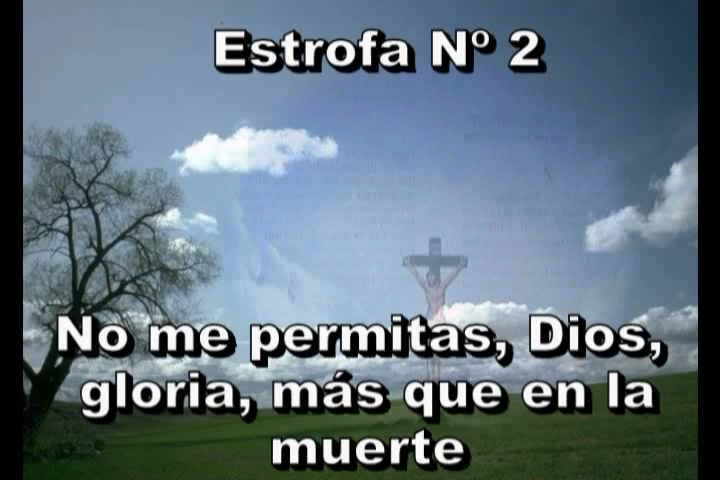 Estrofa Nº 2
No me permitas, Dios,
gloria, más que en la
muerte